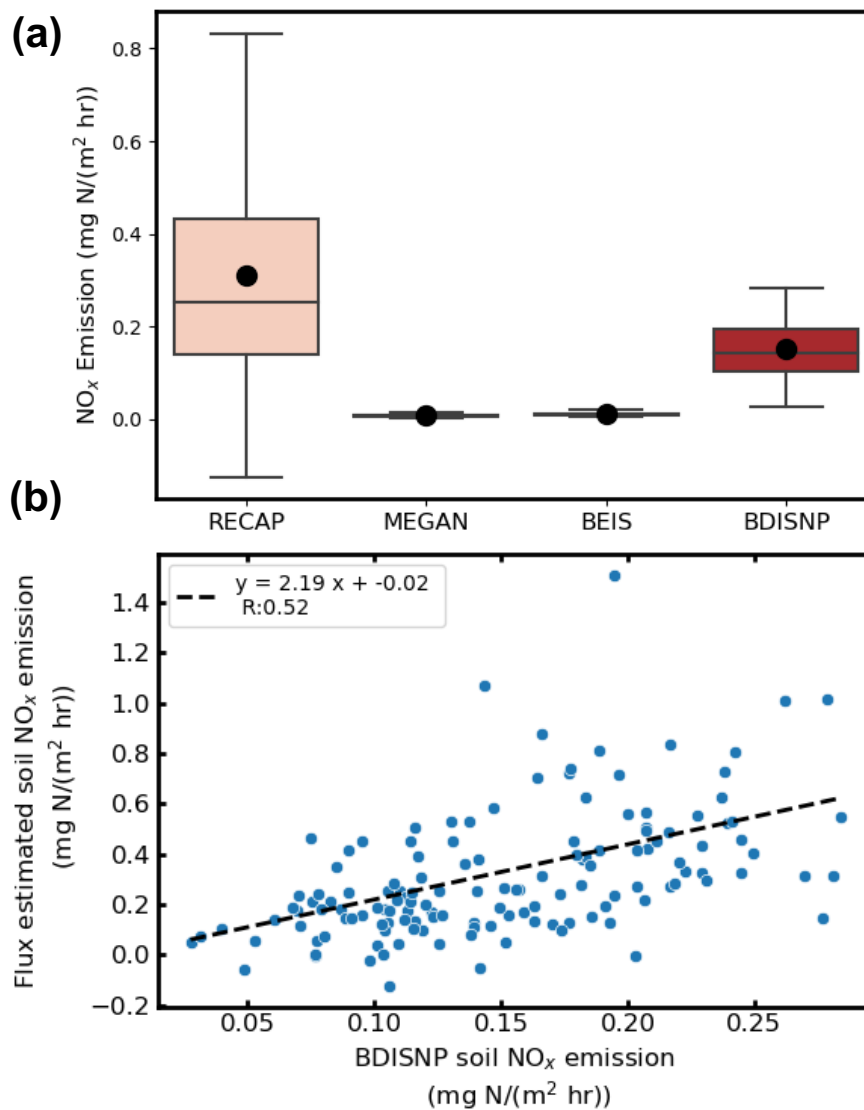 (a)
NOx Emission (mg N/(m² hr))
0.8
0.6
0.4
0.2
0.0
RECAP MEGAN BEIS BDISNP
(b)
Flux estimated soil NOx emission
(mg N/(m² hr))
y = 2.19 x + -0.02
R:0.52
1.4
1.2
1.0
0.8
0.6
0.4
0.2
0.0
−0.2
0.05 0.10 0.15 0.20 0.25
BDISNP soil NOx emission
(mg N/(m² hr))